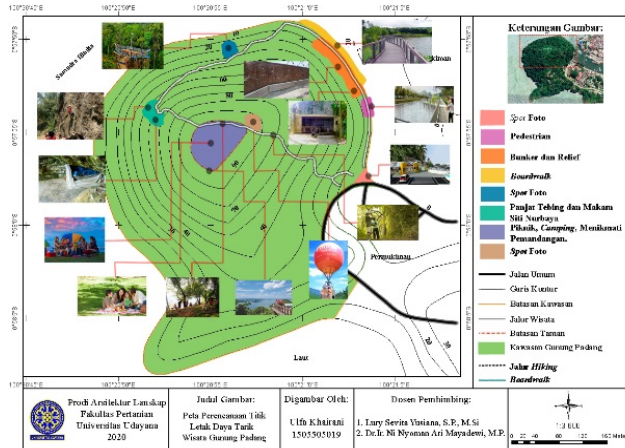 Keterangan Gambar:
Spot Foto
Pedestrian
Bunker dan Relief
Boardwalk
Spot Foto
Panjat Tebing dan Makam
Siti Nurbaya
Piknik, Camping, Menikmati
Pemandangan.
Spot Foto
Jalan Umum
Garis Kontur
Batasan Kawasan
Jalur Wisata
Batasan Taman
Kawasan Gunung Padang
Jalur Hiking
Boardwalk
Samudra Hindia
Permukiman
Laut
Prodi Arsitektur Lanskap
Fakultas Pertanian
Universitas Udayana
2020
Judul Gambar:
Peta Perencanaan Titik
Letak Daya Tarik
Wisata Gunung Padang
Digambar Oleh:
Ulfa Khairani
1505505019
Dosen Pembimbing:
1. Lury Sevita Yusiana, S.P., M.Si
2. Dr.Ir. Ni Nyoman Ari Mayadewi, M.P.